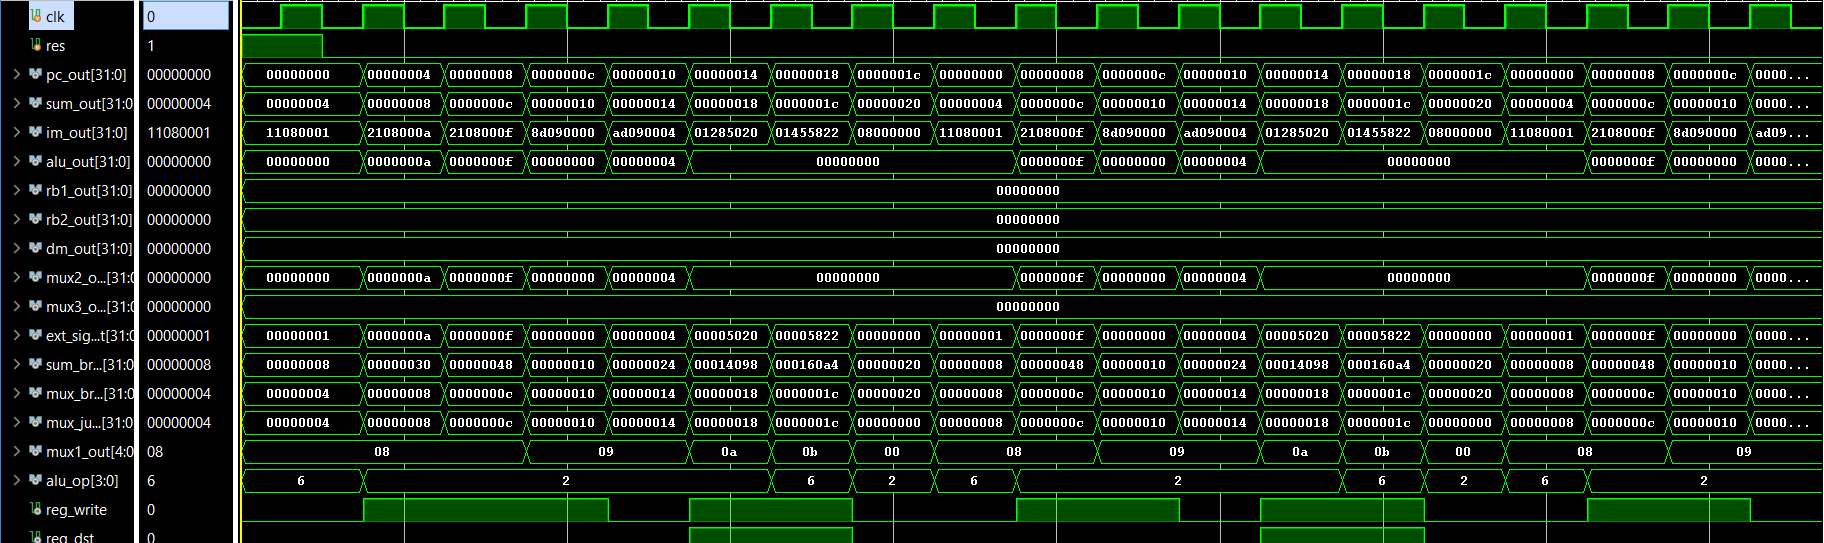 clk 0
res 1
pc_out[31:0] 00000000 00000000 00000004 00000008 0000000c 00000010 00000014 00000018 0000001c 00000000 00000008 0000000c 00000010 00000014 00000018 0000001c 00000000 00000008 0000000c 0000...
sum_out[31:0 00000004 00000004 00000008 0000000c 00000010 00000014 00000018 0000001c 00000020 00000004 0000000c 00000010 00000014 00000018 0000001c 00000020 00000004 0000000c 00000010 0000...
im_out[31:0] 11080001 11080001 2108000a 2108000f 8d090000 ad090004 01285020 01455822 08000000 11080001 2108000f 8d090000 ad090004 01285020 01455822 08000000 11080001 2108000f 8d090000 ad09...
alu_out[31:0] 00000000 00000000 0000000a 0000000f 00000000 00000004 00000000 0000000f 00000000 00000004 00000000 0000000f 00000000 0000...
rb1_out[31:0] 00000000 00000000
rb2_out[31:0] 00000000 00000000
dm_out[31:0] 00000000 00000000
mux2_o...[31:0 00000000 00000000 0000000a 0000000f 00000000 00000004 00000000 0000000f 00000000 00000004 00000000 0000000f 00000000 0000...
mux3_o...[31:0 00000000 00000000
ext_sig...t[31:0 00000001 00000001 0000000a 0000000f 00000000 00000004 00005020 00005822 00000000 00000001 0000000f 00000000 00000004 00005020 00005822 00000000 00000001 0000000f 00000000 0000...
sum_br...[31:0 00000008 00000008 00000030 00000048 00000010 00000024 00014098 000160a4 00000020 00000008 00000048 00000010 00000024 00014098 000160a4 00000020 00000008 00000048 00000010 0000...
mux_br...[31:0 00000004 00000004 00000008 0000000c 00000010 00000014 00000018 0000001c 00000020 00000008 0000000c 00000010 00000014 00000018 0000001c 00000020 00000008 0000000c 00000010 0000...
mux_ju...[31:0 00000004 00000004 00000008 0000000c 00000010 00000014 00000018 0000001c 00000000 00000008 0000000c 00000010 00000014 00000018 0000001c 00000000 00000008 0000000c 00000010 0000...
mux1_out[4:0 08 08 09 0a 0b 00 08 09 0a 0b 00 08 09
alu_op[3:0] 6 6 2 6 2 6 2 6 2 6 2
reg_write 0
reg_dst 0